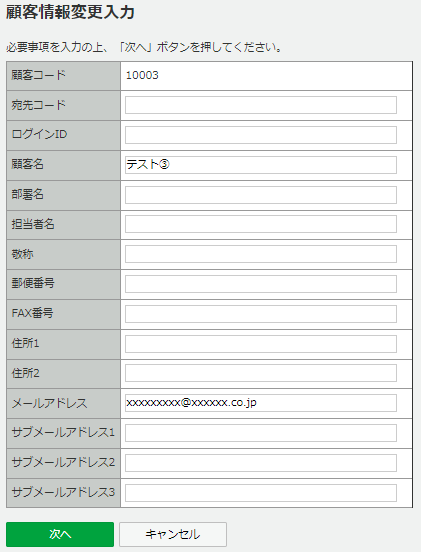 顧客情報変更入力
必要事項を入力の上、「次へ」ボタンを押してください。
顧客コード 10003
宛先コード
ログインID
顧客名 テスト③
部署名
担当者名
敬称
郵便番号
FAX番号
住所1
住所2
メールアドレス xxxxxxxxx@xxxxxx.co.jp
サブメールアドレス1
サブメールアドレス2
サブメールアドレス3
次へ キャンセル